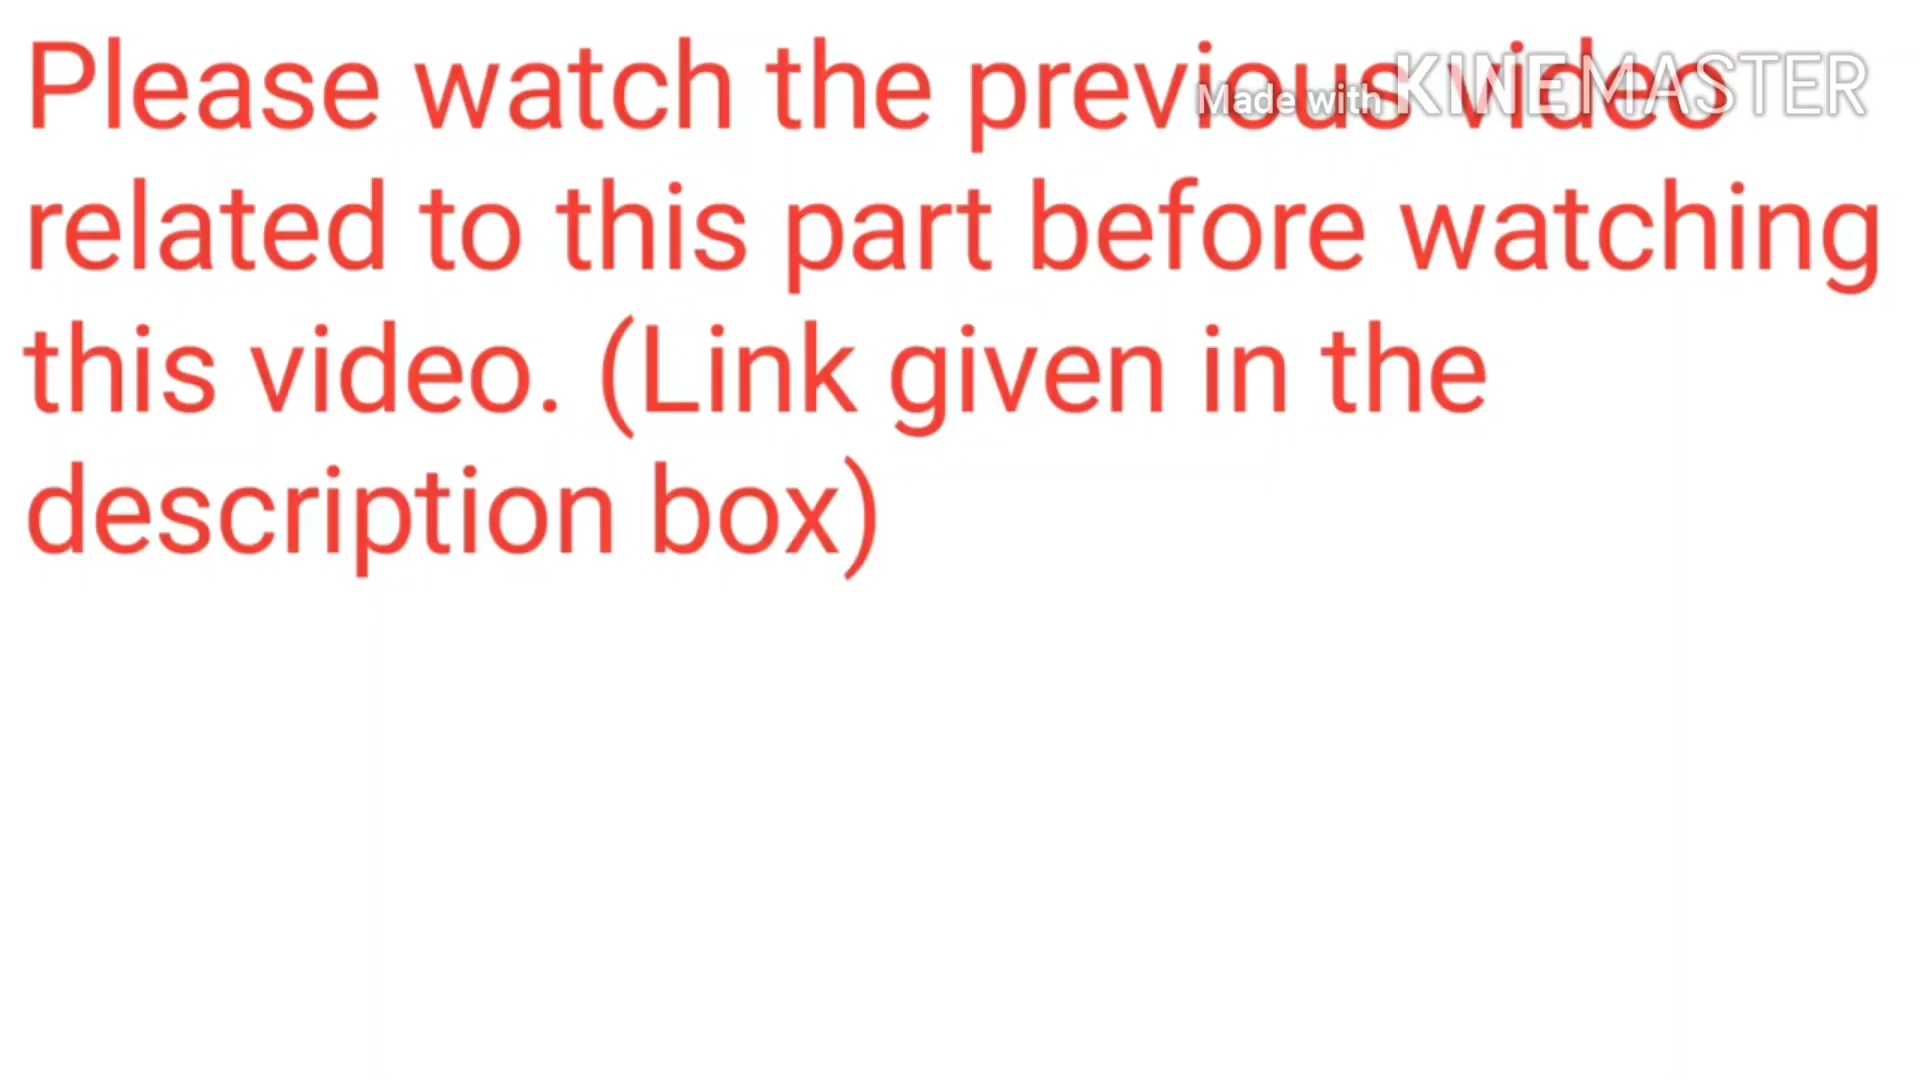 Please watch the previous video
Made with KINEMASTER
related to this part before watching
this video. (Link given in the
description box)